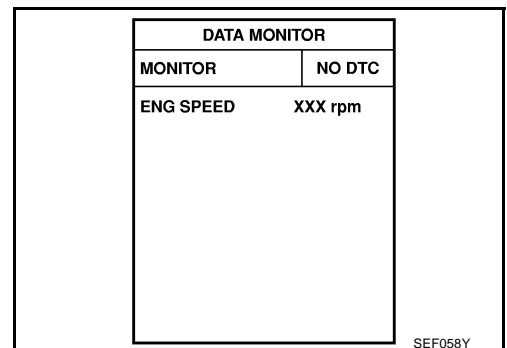 DATA MONITOR
MONITOR NO DTC
ENG SPEED XXX rpm
SEF058Y